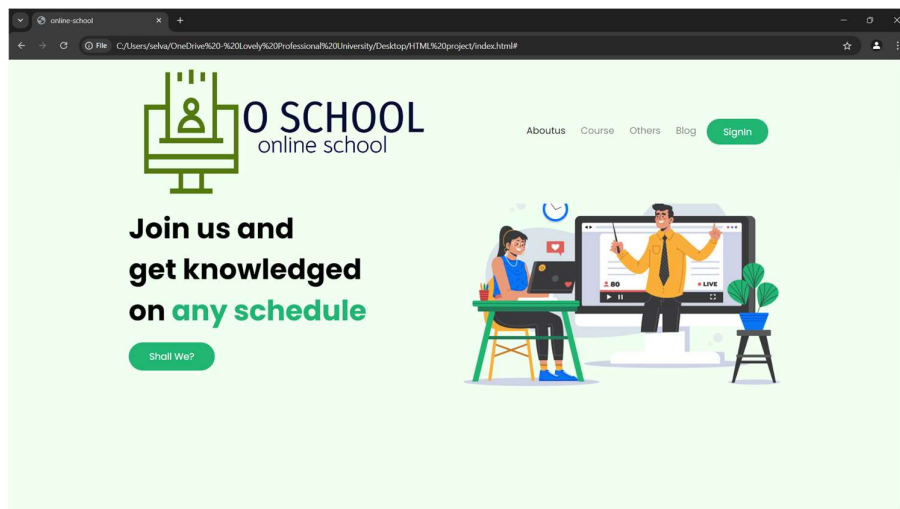 online-school
File
C:/Users/selva/OneDrive%20-%20Lovely%20Professional%20University/Desktop/HTML%20project/index.html#
O SCHOOL
online school
Aboutus Course Others Blog SignIn
Join us and
get knowledged
on any schedule
Shall We?
80
LIVE